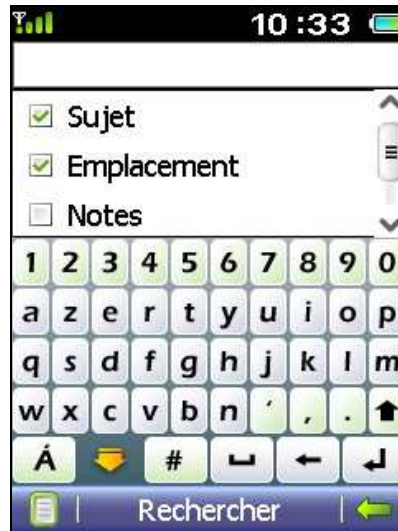 10:33
Sujet
Emplacement
Notes
1 2 3 4 5 6 7 8 9 0
a z e r t y u i o p
q s d f g h j k l m
w x c v b n ' , .
Á #
Rechercher